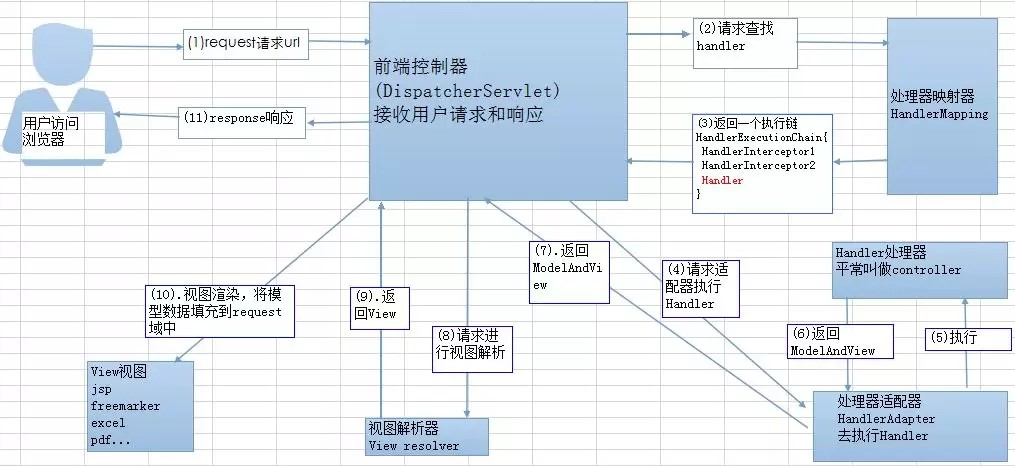 (1)request请求url
(2)请求查找
handler
前端控制器
(DispatcherServlet)
接收用户请求和响应
处理器映射器
HandlerMapping
用户访问
浏览器
(11)response响应
(3)返回一个执行链
HandlerExecutionChain{
HandlerInterceptor1
HandlerInterceptor2
Handler
}
(7).返回
ModelAndVi
ew
(4)请求适
配器执行
Handler
Handler处理器
平常叫做controller
(10).视图渲染，将模
型数据填充到request
域中
(9).返
回View
(8)请求进
行视图解析
(6)返回
ModelAndView
(5)执行
View视图
jsp
freemarker
excel
pdf...
视图解析器
View resolver
处理器适配器
HandlerAdapter
去执行Handler